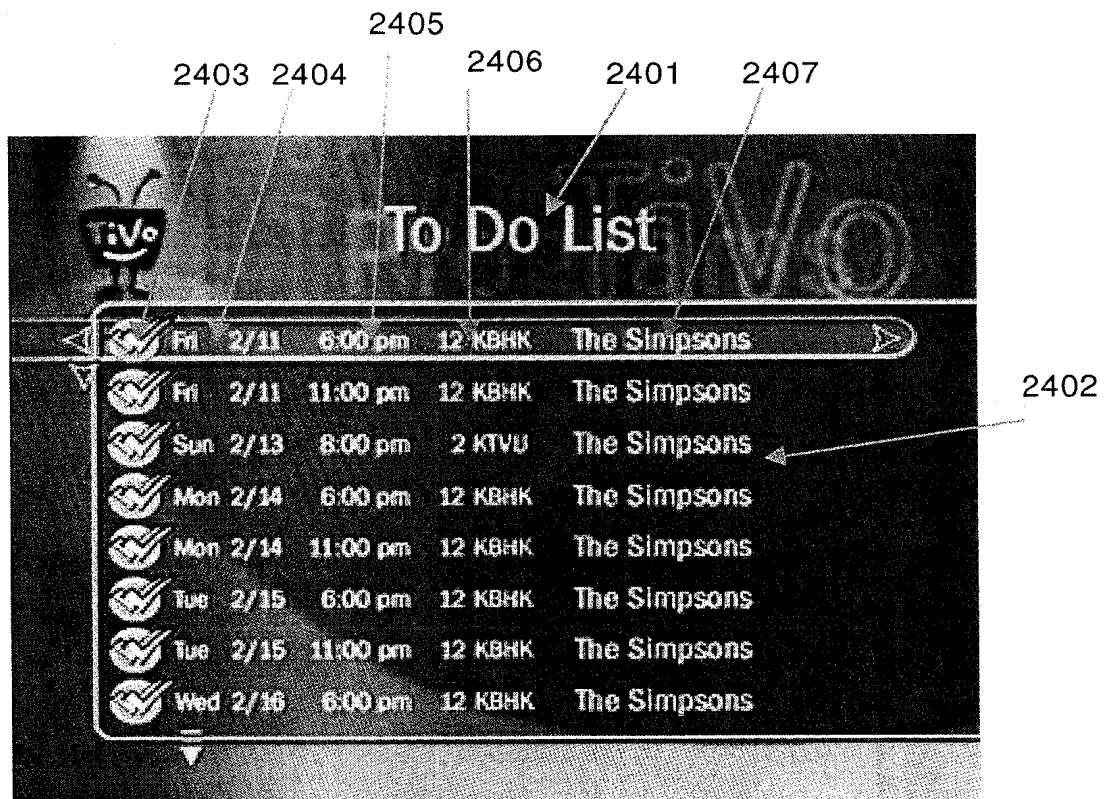 2405
2403 2404 2406 2401 2407
TiVo To Do List TiVo
Fri 2/11 6:00 pm 12 KBHK The Simpsons
Fri 2/11 11:00 pm 12 KBHK The Simpsons
2402
Sun 2/13 8:00 pm 2 KTVU The Simpsons
Mon 2/14 6:00 pm 12 KBHK The Simpsons
Mon 2/14 11:00 pm 12 KBHK The Simpsons
Tue 2/15 6:00 pm 12 KBHK The Simpsons
Tue 2/15 11:00 pm 12 KBHK The Simpsons
Wed 2/16 6:00 pm 12 KBHK The Simpsons